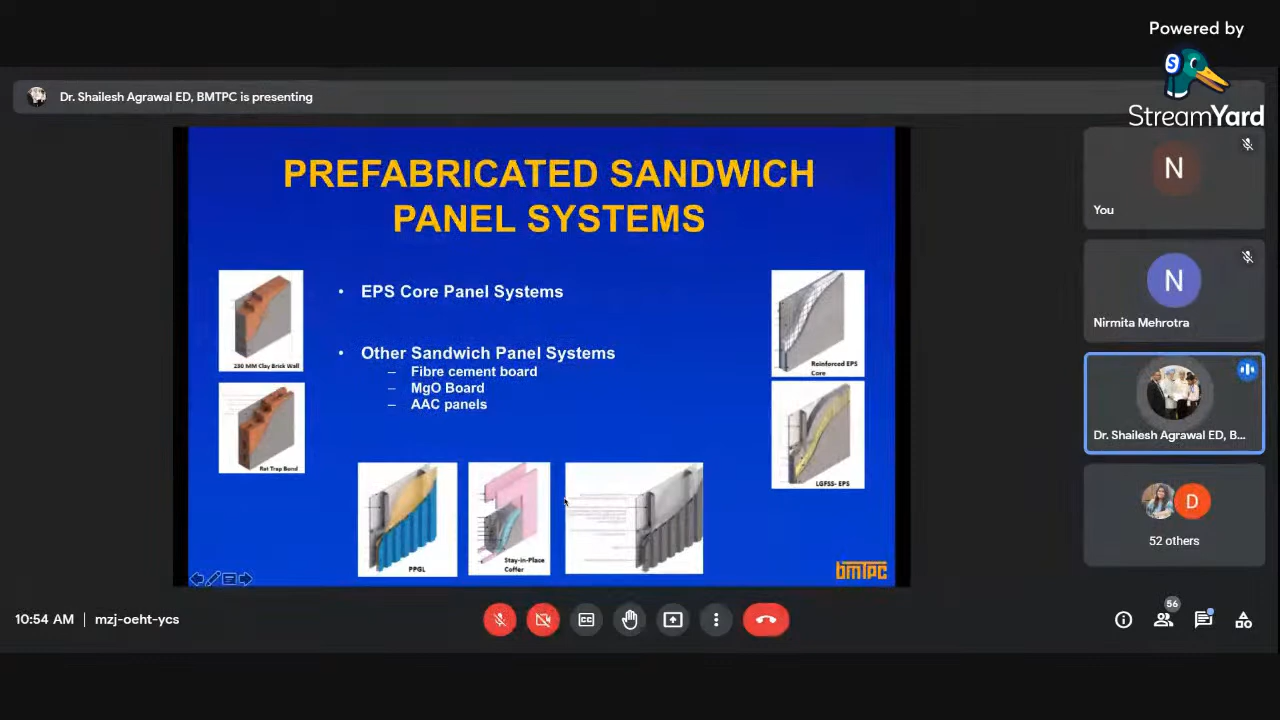 Powered by
StreamYard
Dr. Shailesh Agrawal ED, BMTPC is presenting
PREFABRICATED SANDWICH
PANEL SYSTEMS
• EPS Core Panel Systems
• Other Sandwich Panel Systems
– Fibre cement board
– MgO Board
– AAC panels
230 MM Clay Brick Wall
Rat Trap Bond
Reinforced EPS
Core
LGFSS- EPS
PPGL
Stay-in-Place
Coffer
bmTPC
N
You
N
Nirmita Mehrotra
Dr. Shailesh Agrawal ED, B...
D
52 others
10:54 AM | mzj-oeht-ycs
56